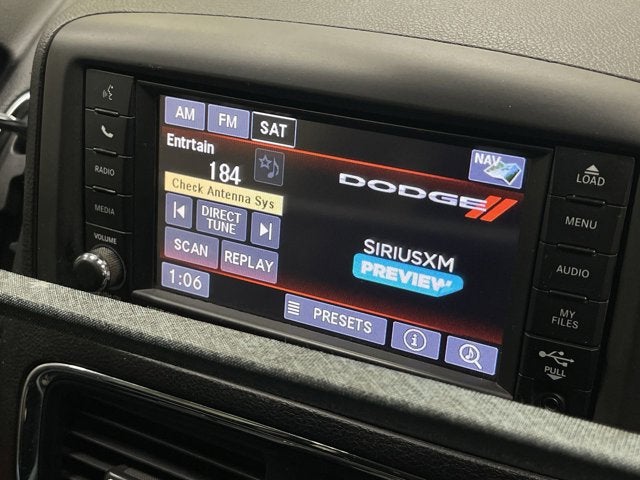 AM FM SAT
NAV
Entrtain
184
Check Antenna Sys
DIRECT
TUNE
SCAN REPLAY
1:06
PRESETS
DODGE
SIRIUSXM
PREVIEW
RADIO
MEDIA
VOLUME
LOAD
MENU
AUDIO
MY
FILES
PULL